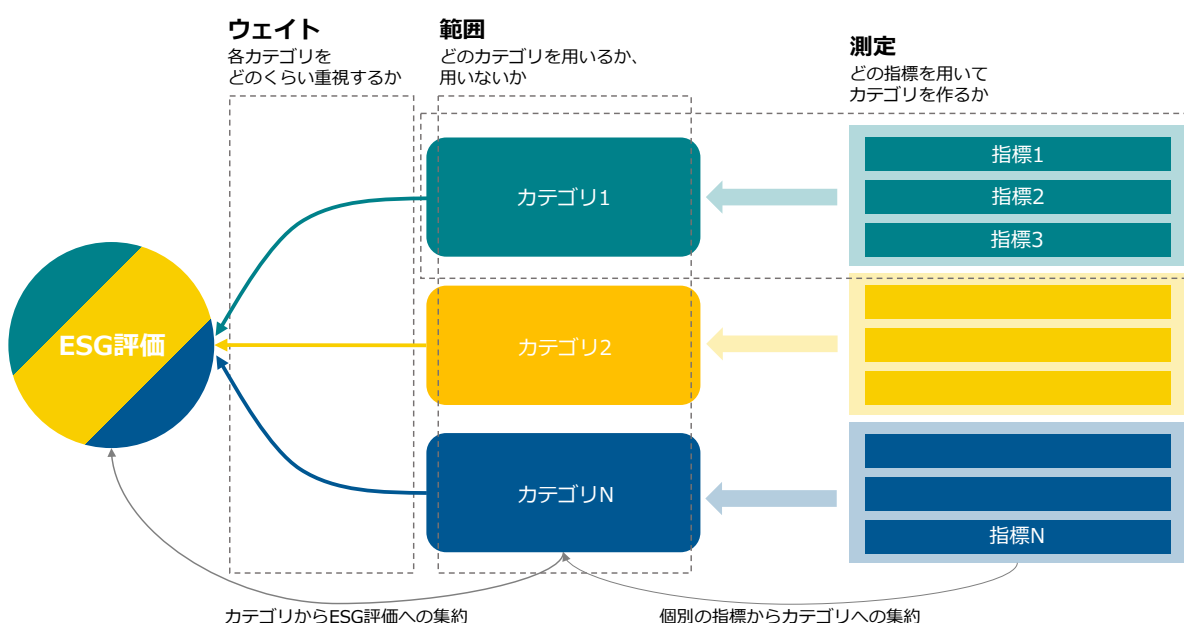 ウェイト
各カテゴリを
どのくらい重視するか
範囲
どのカテゴリを用いるか、
用いないか
測定
どの指標を用いて
カテゴリを作るか
カテゴリ1
指標1
指標2
指標3
ESG評価
カテゴリ2
カテゴリN
指標N
カテゴリからESG評価への集約
個別の指標からカテゴリへの集約